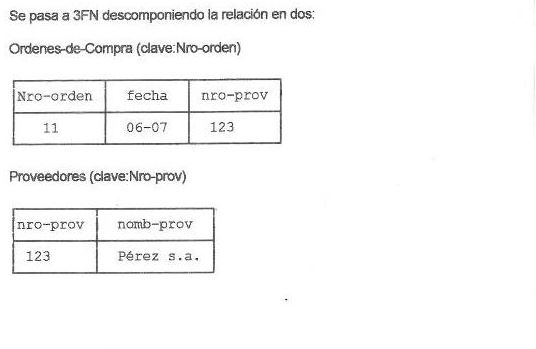 Se pasa a 3FN descomponiendo la relación en dos:
Ordenes-de-Compra (clave:Nro-orden)
Nro-orden fecha nro-prov
11 06-07 123
Proveedores (clave:Nro-prov)
nro-prov nomb-prov
123 Pérez s.a.